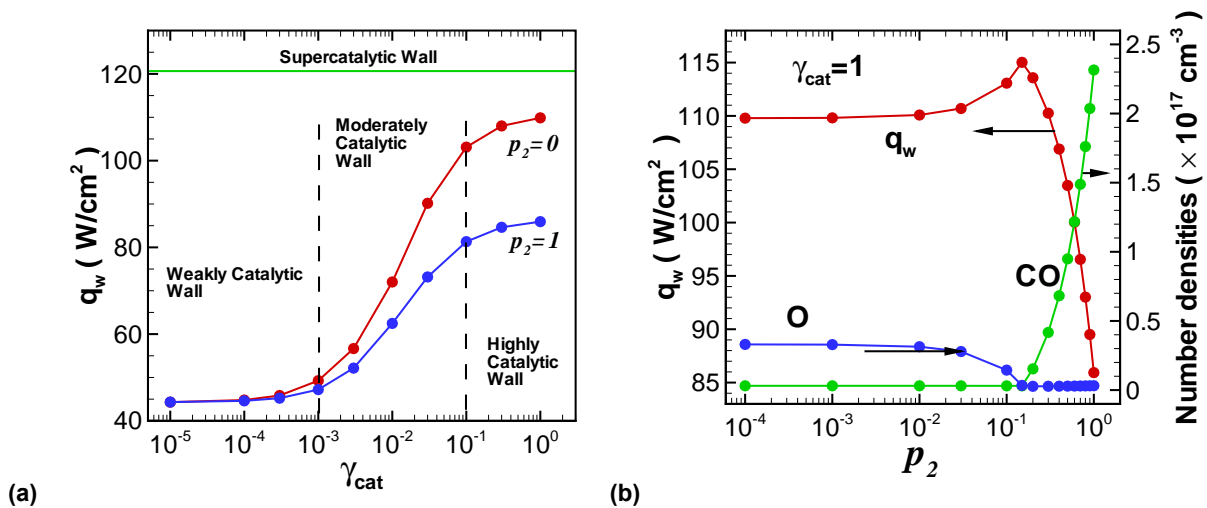 Supercatalytic Wall
Moderately
Catalytic
Wall
p₂=0
p₂=1
Weakly Catalytic
Wall
Highly
Catalytic
Wall
q_w ( W/cm² )
120
100
80
60
40
10⁻⁵ 10⁻⁴ 10⁻³ 10⁻² 10⁻¹ 10⁰
γ_cat
(a)
γ_cat=1
q_w
CO
O
q_w ( W/cm² )
115
110
105
100
95
90
85
10⁻⁴ 10⁻³ 10⁻² 10⁻¹ 10⁰
p₂
2.5
2
1.5
1
0.5
0
Number densities ( × 10¹⁷ cm⁻³ )
(b)